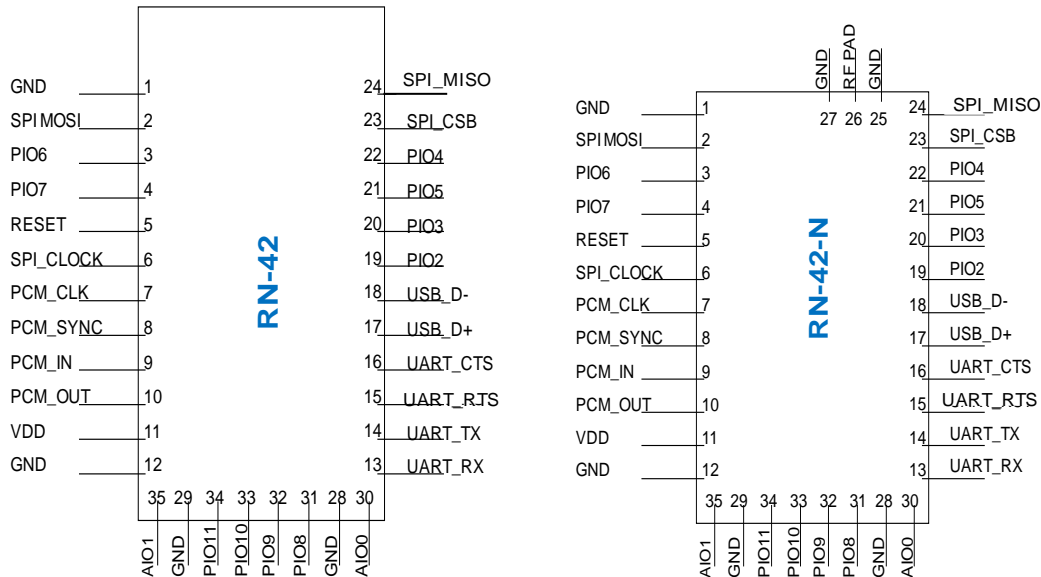 GND 1 24 SPI_MISO
SPI MOSI 2 23 SPI_CSB
PIO6 3 22 PIO4
PIO7 4 21 PIO5
RESET 5 20 PIO3
SPI_CLOCK 6 19 PIO2
PCM_CLK 7 18 USB_D-
PCM_SYNC 8 17 USB_D+
PCM_IN 9 16 UART_CTS
PCM_OUT 10 15 UART_RTS
VDD 11 14 UART_TX
GND 12 13 UART_RX
RN-42
35 29 34 33 32 31 28 30
AIO1 GND PIO11 PIO10 PIO9 PIO8 GND AIO0
GND RF PAD GND
27 26 25
GND 1 24 SPI_MISO
SPI MOSI 2 23 SPI_CSB
PIO6 3 22 PIO4
PIO7 4 21 PIO5
RESET 5 20 PIO3
SPI_CLOCK 6 19 PIO2
PCM_CLK 7 18 USB_D-
PCM_SYNC 8 17 USB_D+
PCM_IN 9 16 UART_CTS
PCM_OUT 10 15 UART_RTS
VDD 11 14 UART_TX
GND 12 13 UART_RX
RN-42-N
35 29 34 33 32 31 28 30
AIO1 GND PIO11 PIO10 PIO9 PIO8 GND AIO0